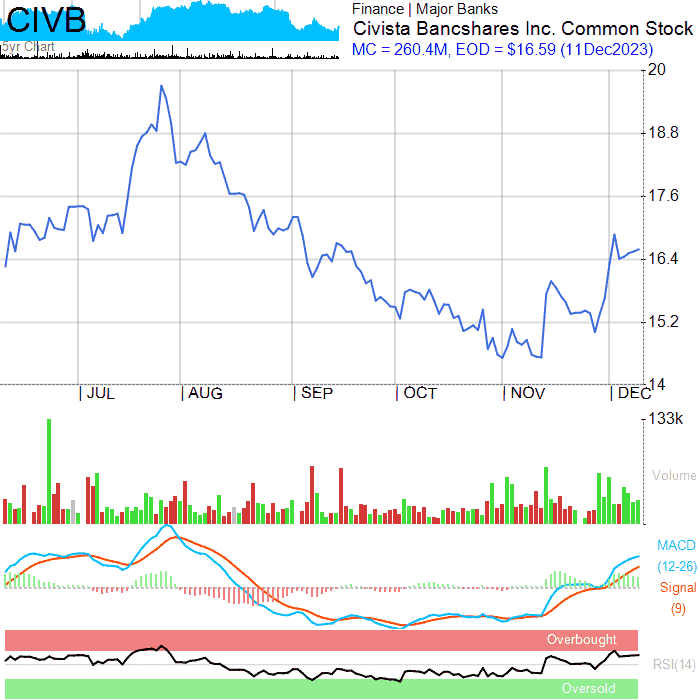 CIVB
5yr Chart
Finance | Major Banks
Civista Bancshares Inc. Common Stock
MC = 260.4M, EOD = $16.59 (11Dec2023)
20
18.8
17.6
16.4
15.2
14
JUL
AUG
SEP
OCT
NOV
DEC
133k
Volume
MACD
(12-26)
Signal
(9)
Overbought
RSI(14)
Oversold